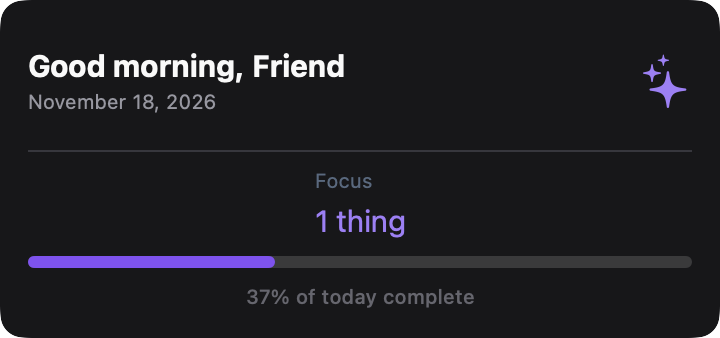 Good morning, Friend
November 18, 2026
Focus
1 thing
37% of today complete